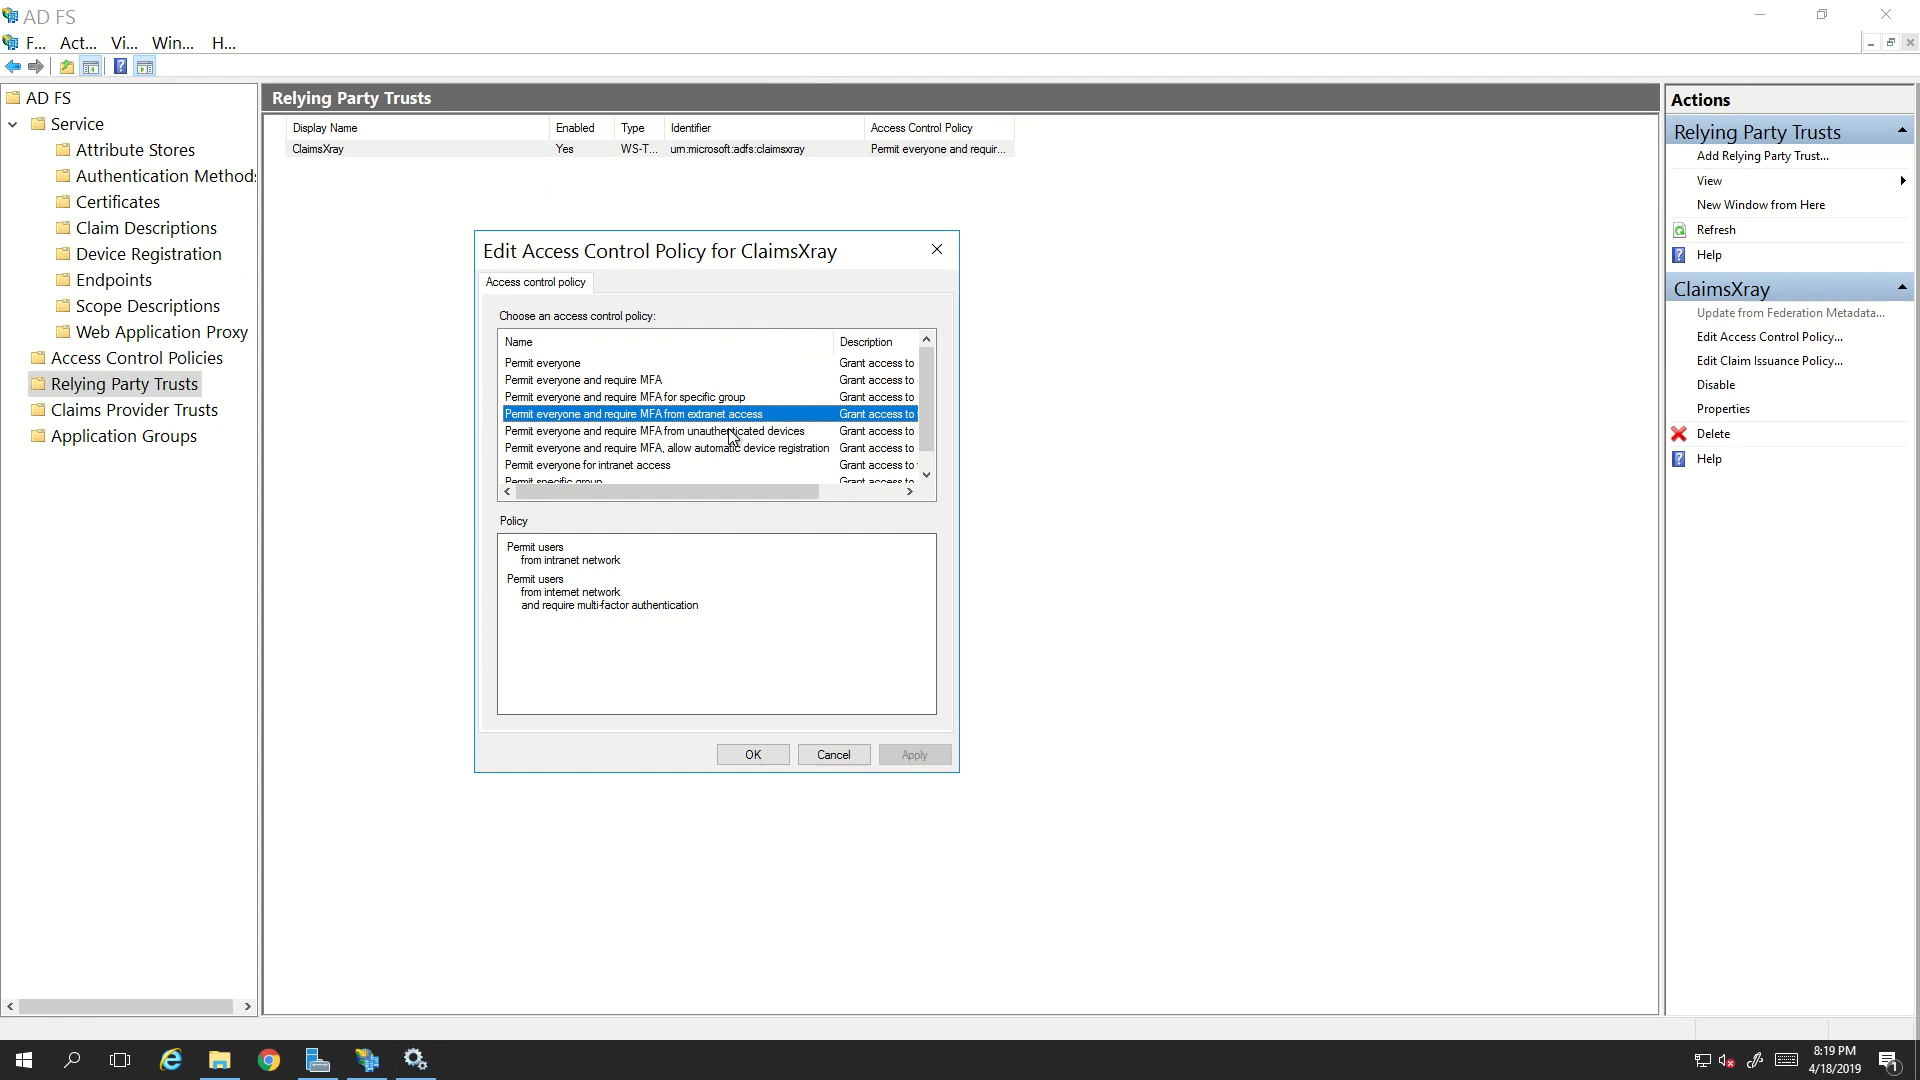 AD FS
F... Act... Vi... Win... H...
AD FS
Service
Attribute Stores
Authentication Methods
Certificates
Claim Descriptions
Device Registration
Endpoints
Scope Descriptions
Web Application Proxy
Access Control Policies
Relying Party Trusts
Claims Provider Trusts
Application Groups
Relying Party Trusts
Display Name Enabled Type Identifier Access Control Policy
ClaimsXray Yes WS-T... urn:microsoft:adfs:claimsxray Permit everyone and requir...
Edit Access Control Policy for ClaimsXray
Access control policy
Choose an access control policy:
Name Description
Permit everyone Grant access to
Permit everyone and require MFA Grant access to
Permit everyone and require MFA for specific group Grant access to
Permit everyone and require MFA from extranet access Grant access to
Permit everyone and require MFA from unauthenticated devices Grant access to
Permit everyone and require MFA, allow automatic device registration Grant access to
Permit everyone for intranet access Grant access to
Permit specific group Grant access to
Policy
Permit users
from intranet network
Permit users
from internet network
and require multi-factor authentication
OK Cancel Apply
Actions
Relying Party Trusts
Add Relying Party Trust...
View
New Window from Here
Refresh
Help
ClaimsXray
Update from Federation Metadata...
Edit Access Control Policy...
Edit Claim Issuance Policy...
Disable
Properties
Delete
Help
8:19 PM
4/18/2019
1